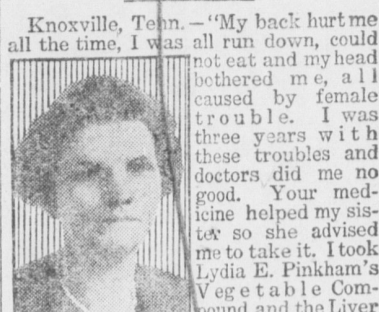 Knoxville, Tenn.—"My back hurt me
all the time, I was all run down, could
not eat and my head
bothered me, all
caused by female
trouble. I was
three years with
these troubles and
doctors did me no
good. Your med-
icine helped my sis-
ter so she advised
me to take it. I took
Lydia E. Pinkham's
Vegetable Com-
pound and the Liver